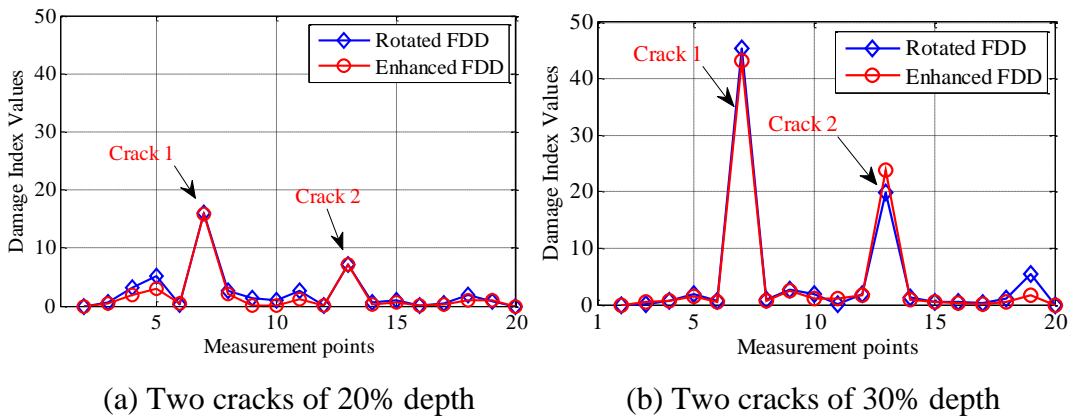 50
40
30
20
10
0
Damage Index Values
Rotated FDD
Enhanced FDD
Crack 1
Crack 2
5
10
15
20
Measurement points
(a) Two cracks of 20% depth
50
40
30
20
10
0
Damage Index Values
Rotated FDD
Enhanced FDD
Crack 1
Crack 2
1
5
10
15
20
Measurement points
(b) Two cracks of 30% depth